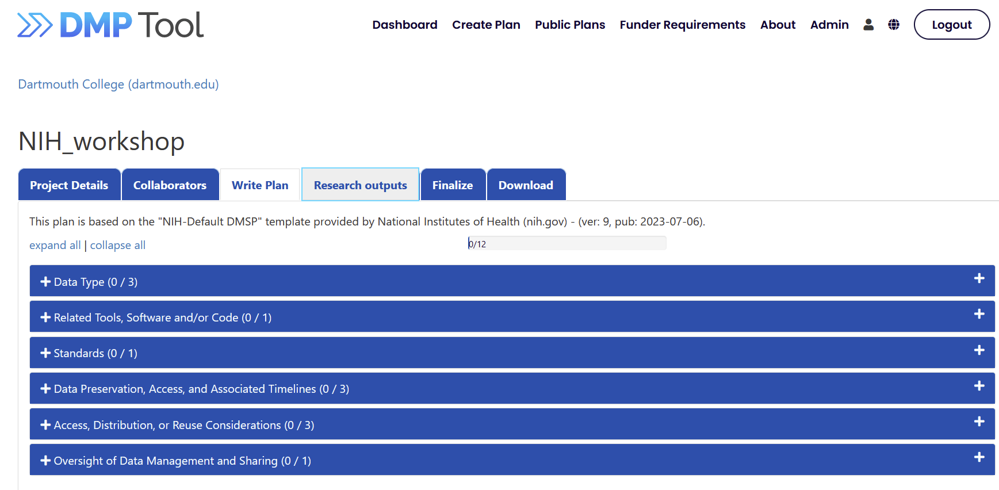 DMP Tool
Dashboard Create Plan Public Plans Funder Requirements About Admin Logout
Dartmouth College (dartmouth.edu)
NIH_workshop
Project Details Collaborators Write Plan Research outputs Finalize Download
This plan is based on the "NIH-Default DMSP" template provided by National Institutes of Health (nih.gov) - (ver: 9, pub: 2023-07-06).
expand all | collapse all 0/12
Data Type (0 / 3)
Related Tools, Software and/or Code (0 / 1)
Standards (0 / 1)
Data Preservation, Access, and Associated Timelines (0 / 3)
Access, Distribution, or Reuse Considerations (0 / 3)
Oversight of Data Management and Sharing (0 / 1)